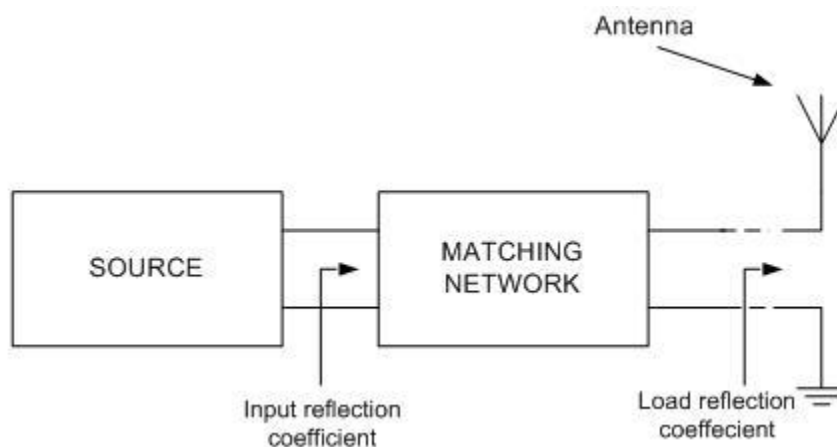 Antenna
SOURCE
MATCHING
NETWORK
Input reflection
coefficient
Load reflection
coeffecient